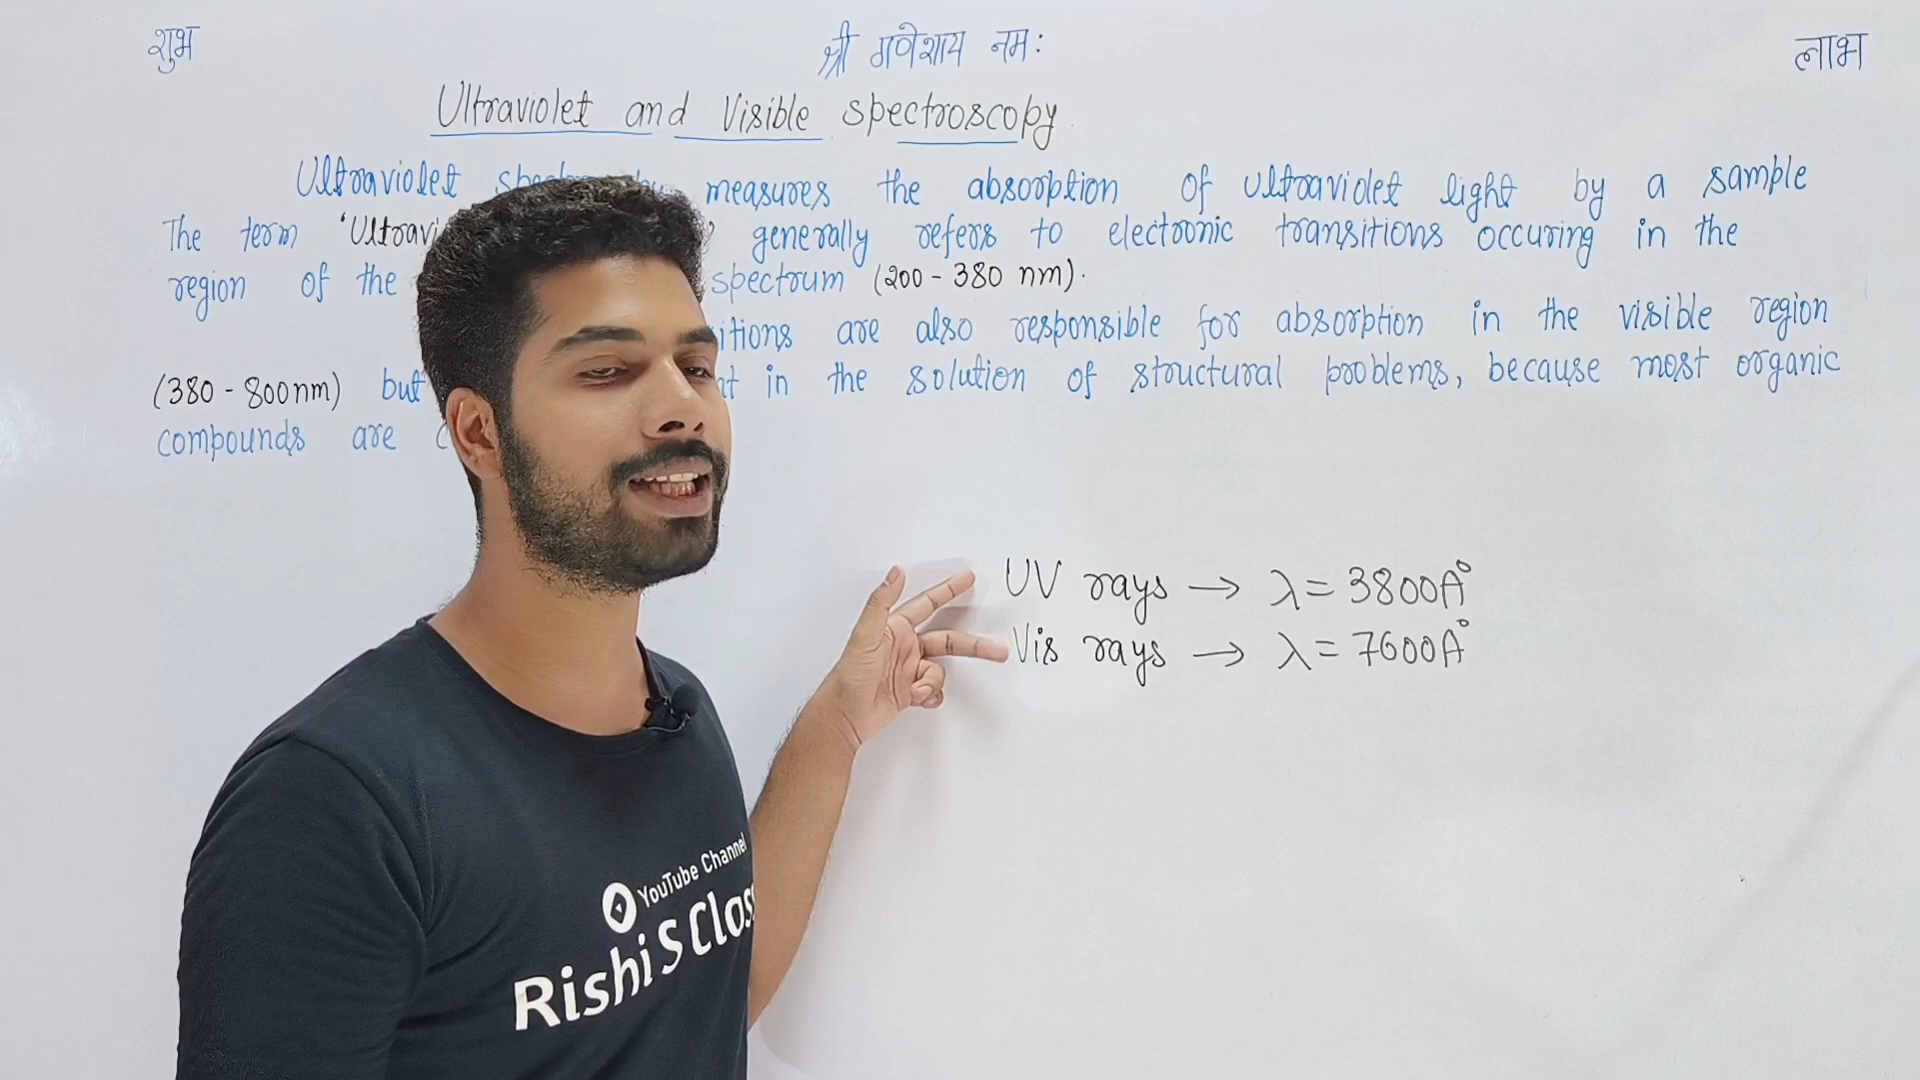 शुभ श्री गणेशाय नमः लाभ
Ultraviolet and Visible spectroscopy
Ultraviolet measures the absorption of ultraviolet light by a sample
The term 'Ultravi generally refers to electronic transitions occuring in the
region of the spectrum (200 - 380 nm).
itions are also responsible for absorption in the visible region
(380 - 800nm) but in the solution of structural problems, because most organic
compounds are
UV rays → λ = 3800A°
Vis rays → λ = 7600A°
YouTube Channel
Rishi S Clas